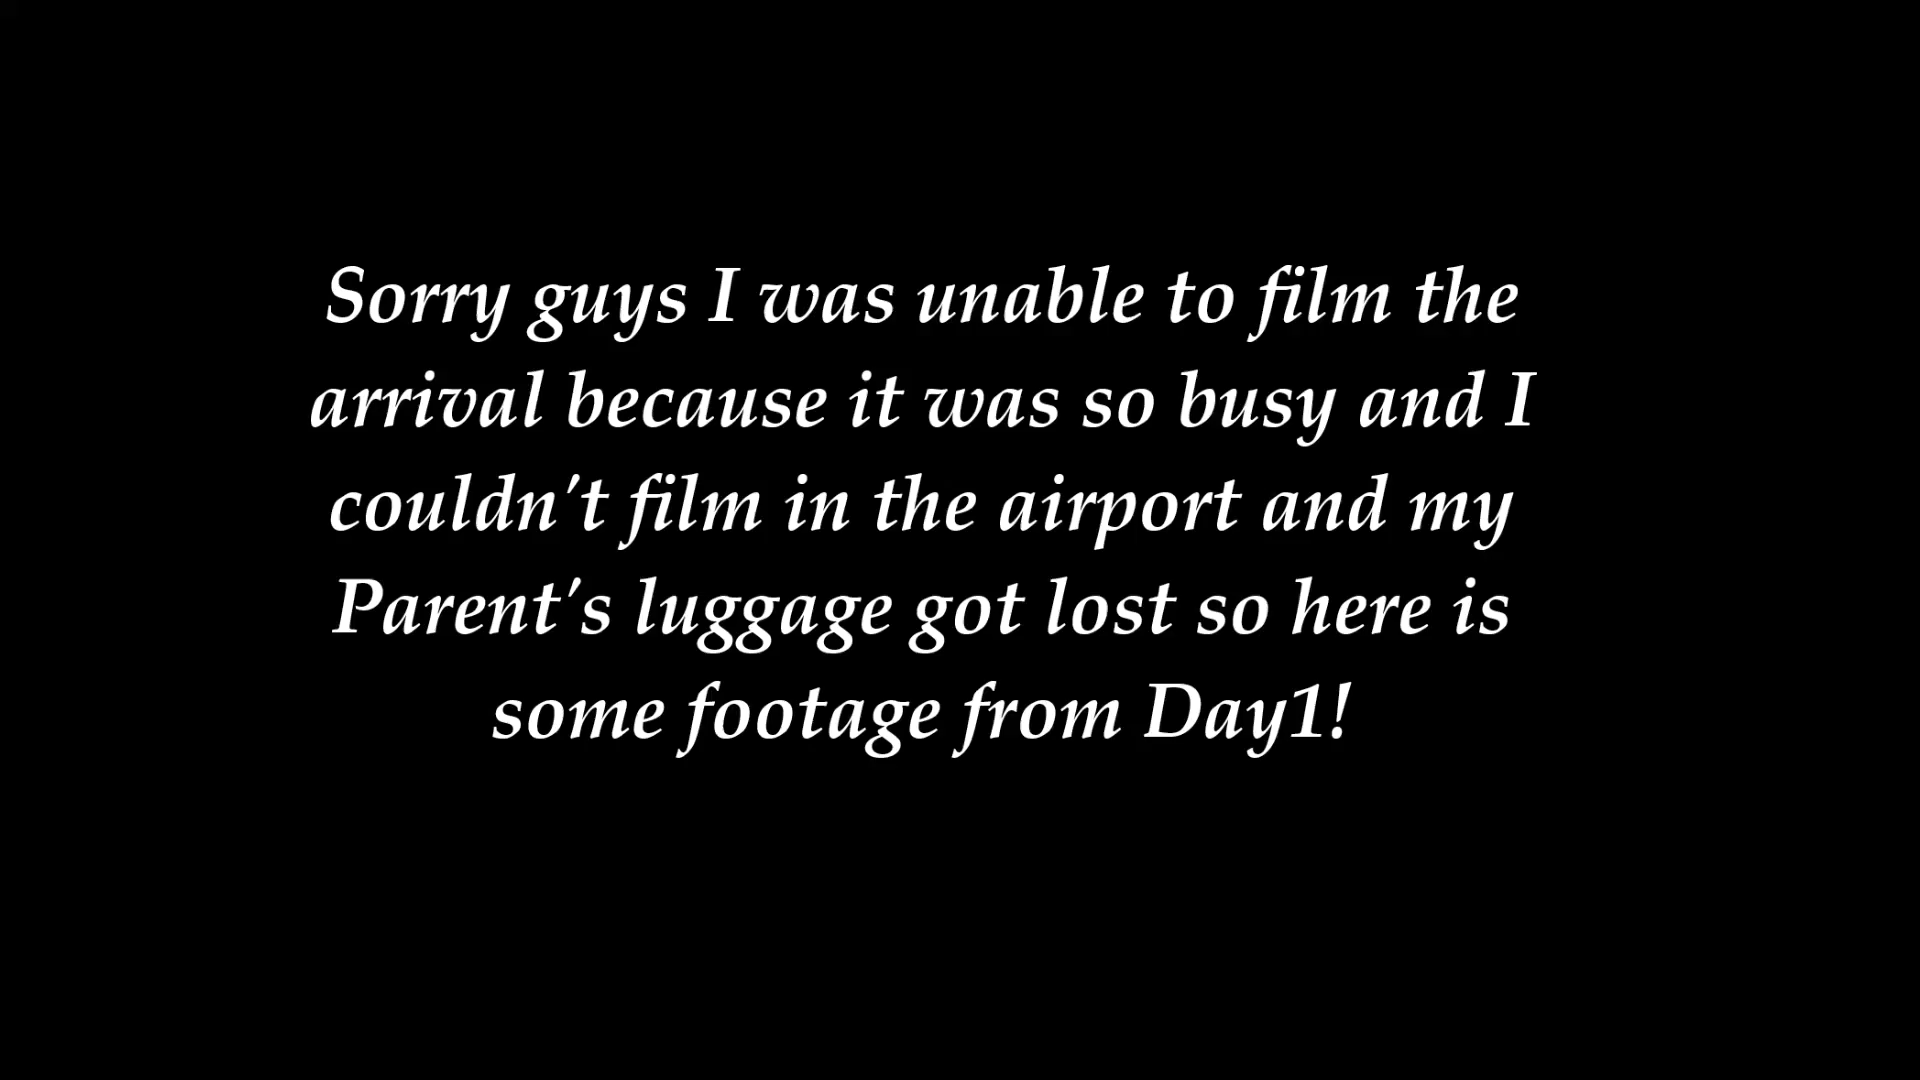 Sorry guys I was unable to film the
arrival because it was so busy and I
couldn't film in the airport and my
Parent's luggage got lost so here is
some footage from Day1!